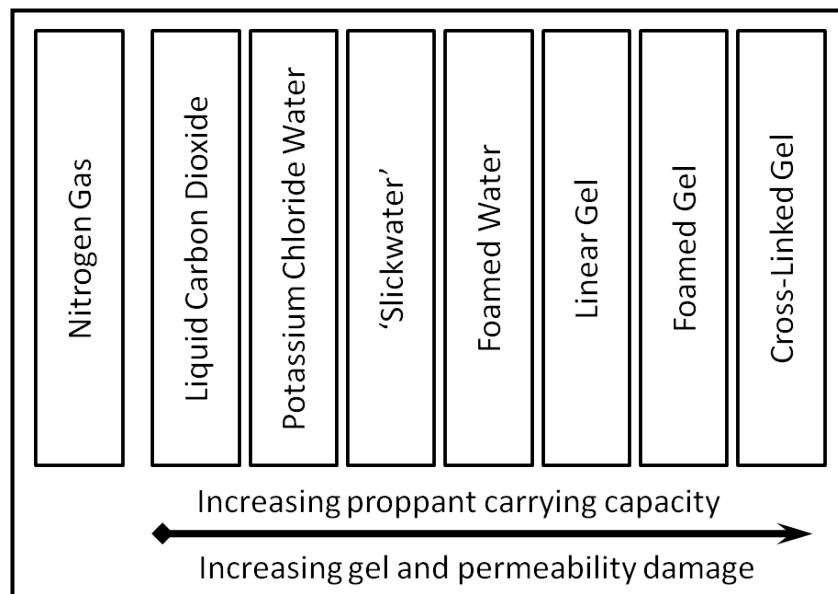 Nitrogen Gas
Liquid Carbon Dioxide
Potassium Chloride Water
‘Slickwater’
Foamed Water
Linear Gel
Foamed Gel
Cross-Linked Gel
Increasing proppant carrying capacity
Increasing gel and permeability damage